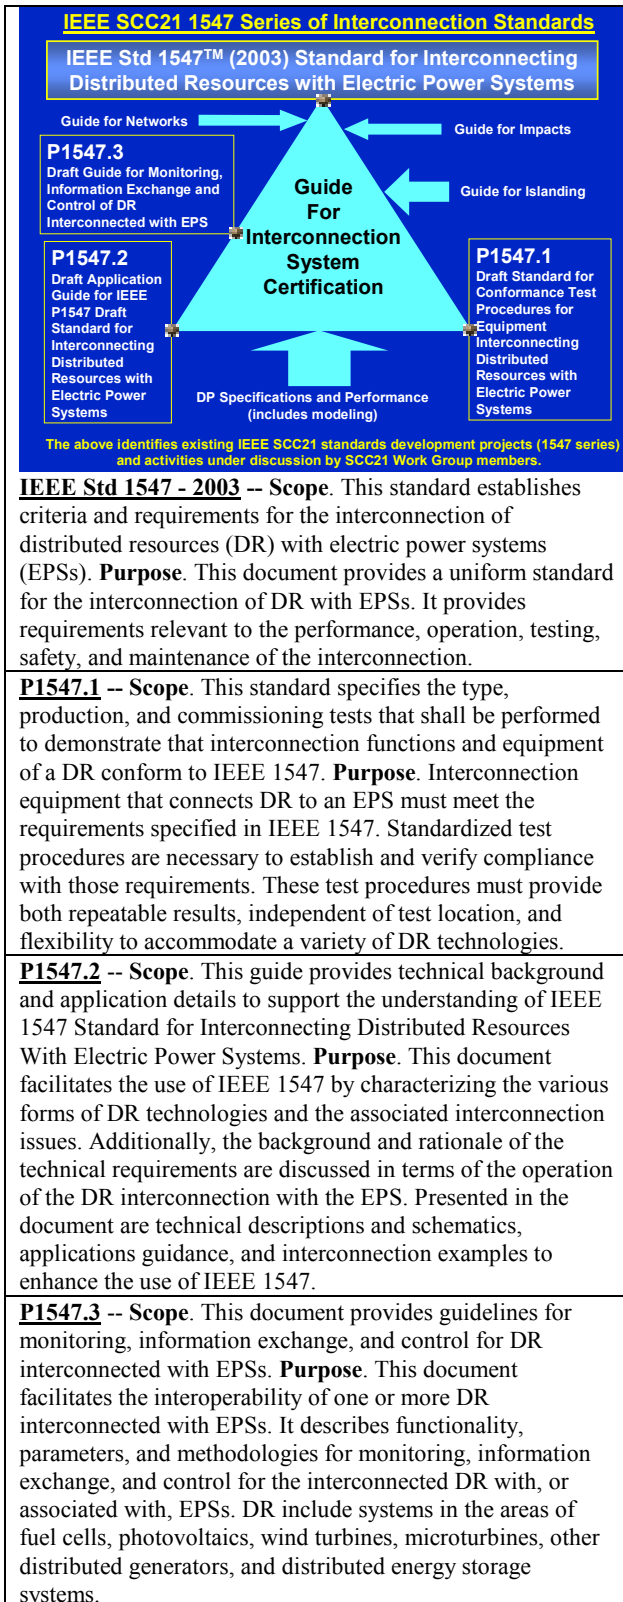 IEEE SCC21 1547 Series of Interconnection Standards
IEEE Std 1547™ (2003) Standard for Interconnecting
Distributed Resources with Electric Power Systems
Guide for Networks
Guide for Impacts
P1547.3
Draft Guide for Monitoring,
Information Exchange and
Control of DR
Interconnected with EPS
Guide for Islanding
Guide
For
Interconnection
System
Certification
P1547.2
Draft Application
Guide for IEEE
P1547 Draft
Standard for
Interconnecting
Distributed
Resources with
Electric Power
Systems
P1547.1
Draft Standard for
Conformance Test
Procedures for
Equipment
Interconnecting
Distributed
Resources with
Electric Power
Systems
DP Specifications and Performance
(includes modeling)
The above identifies existing IEEE SCC21 standards development projects (1547 series)
and activities under discussion by SCC21 Work Group members.
IEEE Std 1547 - 2003 -- Scope. This standard establishes
criteria and requirements for the interconnection of
distributed resources (DR) with electric power systems
(EPSs). Purpose. This document provides a uniform standard
for the interconnection of DR with EPSs. It provides
requirements relevant to the performance, operation, testing,
safety, and maintenance of the interconnection.
P1547.1 -- Scope. This standard specifies the type,
production, and commissioning tests that shall be performed
to demonstrate that interconnection functions and equipment
of a DR conform to IEEE 1547. Purpose. Interconnection
equipment that connects DR to an EPS must meet the
requirements specified in IEEE 1547. Standardized test
procedures are necessary to establish and verify compliance
with those requirements. These test procedures must provide
both repeatable results, independent of test location, and
flexibility to accommodate a variety of DR technologies.
P1547.2 -- Scope. This guide provides technical background
and application details to support the understanding of IEEE
1547 Standard for Interconnecting Distributed Resources
With Electric Power Systems. Purpose. This document
facilitates the use of IEEE 1547 by characterizing the various
forms of DR technologies and the associated interconnection
issues. Additionally, the background and rationale of the
technical requirements are discussed in terms of the operation
of the DR interconnection with the EPS. Presented in the
document are technical descriptions and schematics,
applications guidance, and interconnection examples to
enhance the use of IEEE 1547.
P1547.3 -- Scope. This document provides guidelines for
monitoring, information exchange, and control for DR
interconnected with EPSs. Purpose. This document
facilitates the interoperability of one or more DR
interconnected with EPSs. It describes functionality,
parameters, and methodologies for monitoring, information
exchange, and control for the interconnected DR with, or
associated with, EPSs. DR include systems in the areas of
fuel cells, photovoltaics, wind turbines, microturbines, other
distributed generators, and distributed energy storage
systems.